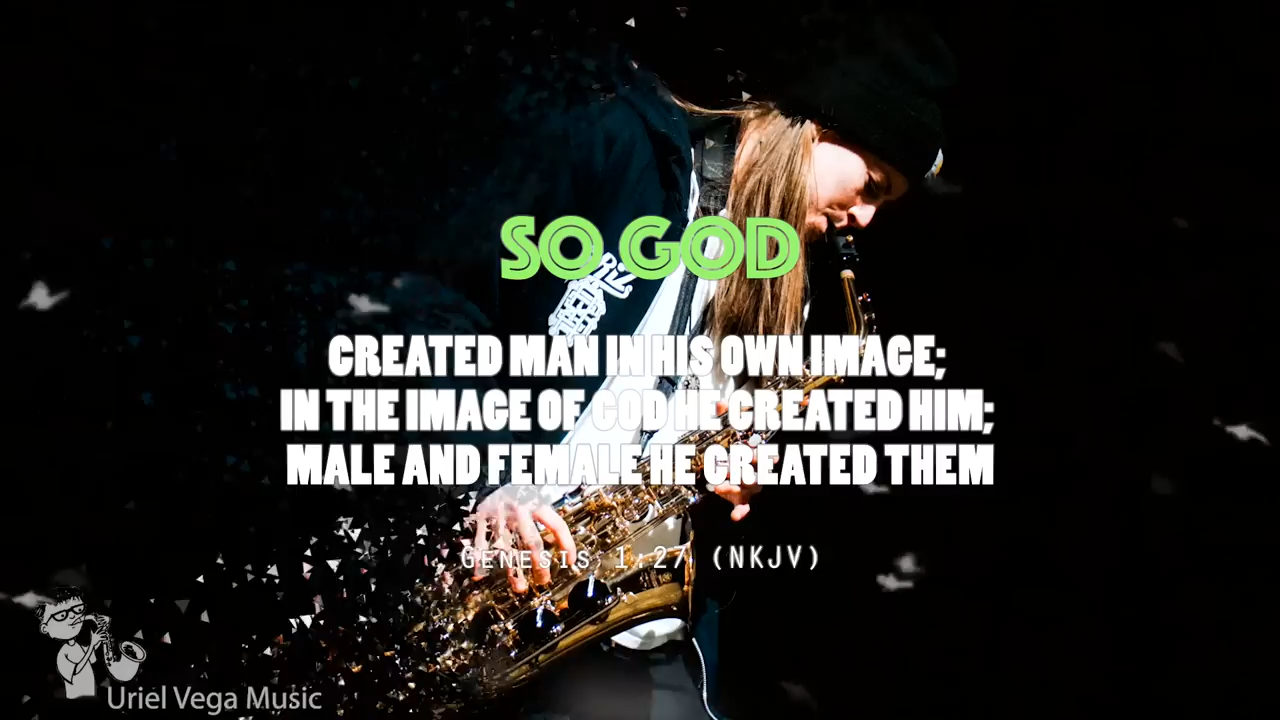 SO GOD
CREATED MAN IN HIS OWN IMAGE;
IN THE IMAGE OF GOD HE CREATED HIM;
MALE AND FEMALE HE CREATED THEM
GENESIS 1:27 (NKJV)
Uriel Vega Music